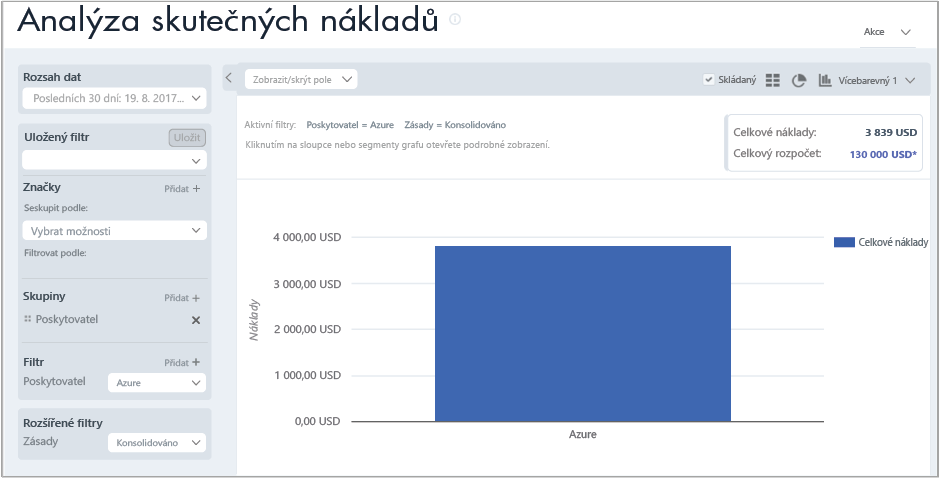 Analýza skutečných nákladů
Akce
Rozsah dat
Posledních 30 dní: 19. 8. 2017...
Uložený filtr
Uložit
Značky
Přidat +
Seskupit podle:
Vybrat možnosti
Filtrovat podle:
Skupiny
Přidat +
Poskytovatel
Filtr
Přidat +
Poskytovatel
Azure
Rozšířené filtry
Zásady
Konsolidováno
Zobrazit/skrýt pole
Skládaný
Vícebarevný 1
Aktivní filtry: Poskytovatel = Azure Zásady = Konsolidováno
Kliknutím na sloupce nebo segmenty grafu otevřete podrobné zobrazení.
Celkové náklady: 3 839 USD
Celkový rozpočet: 130 000 USD*
4 000,00 USD
3 000,00 USD
2 000,00 USD
1 000,00 USD
0,00 USD
Náklady
Azure
Celkové náklady